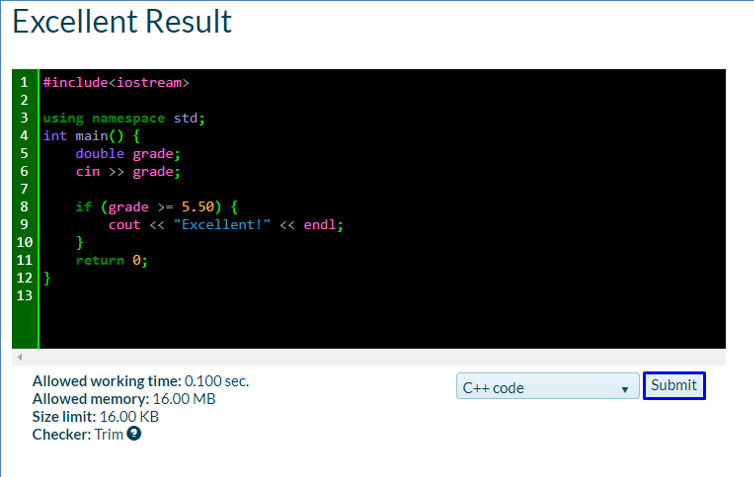 Excellent Result
1 #include<iostream>
2
3 using namespace std;
4 int main() {
5     double grade;
6     cin >> grade;
7
8     if (grade >= 5.50) {
9         cout << "Excellent!" << endl;
10     }
11     return 0;
12 }
13
Allowed working time: 0.100 sec.
Allowed memory: 16.00 MB
Size limit: 16.00 KB
Checker: Trim ?
C++ code
Submit